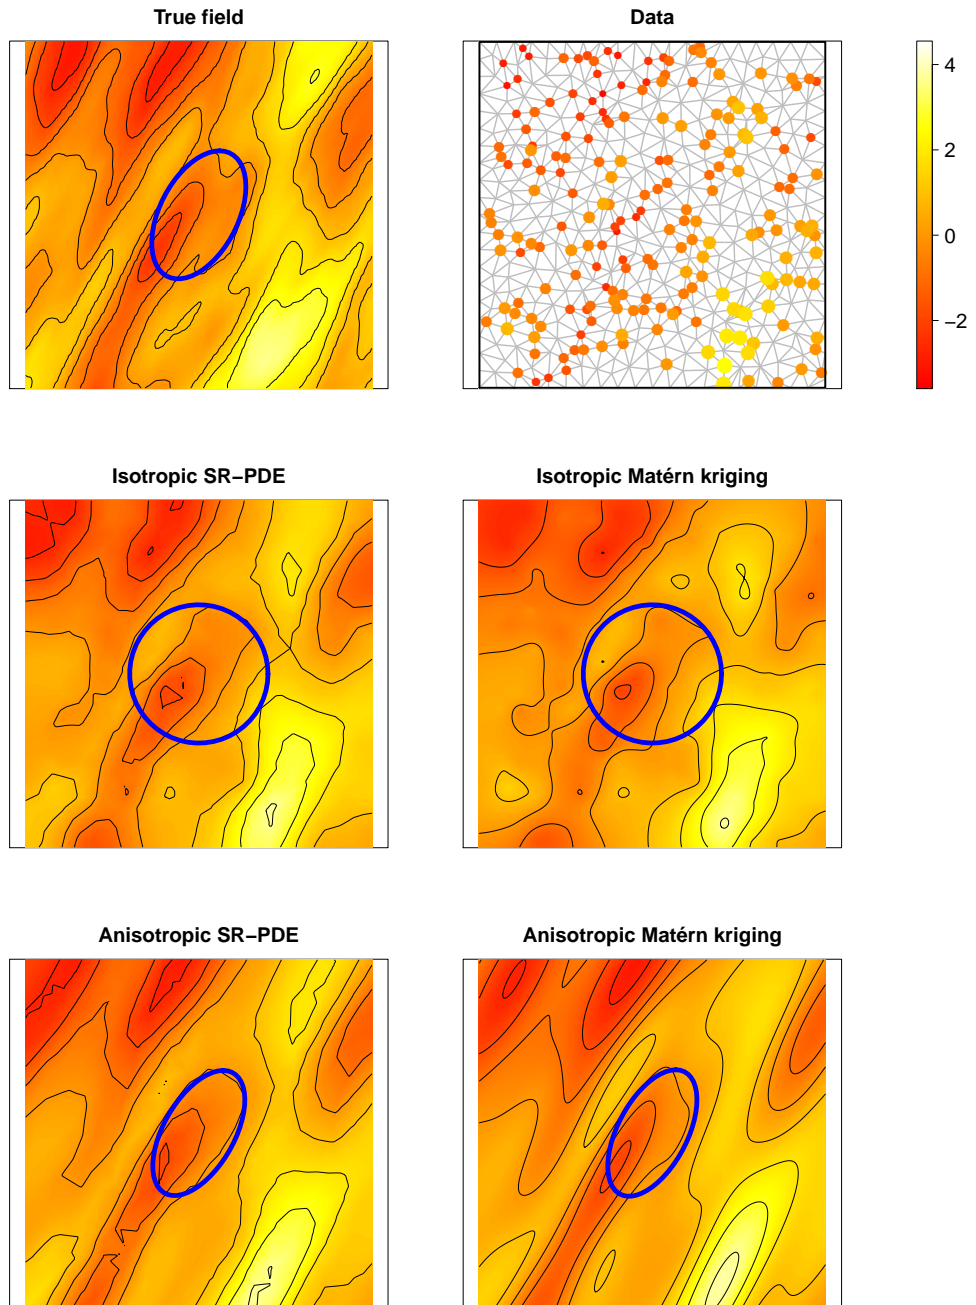 True field
Data
4
2
0
−2
Isotropic SR−PDE
Isotropic Matérn kriging
Anisotropic SR−PDE
Anisotropic Matérn kriging